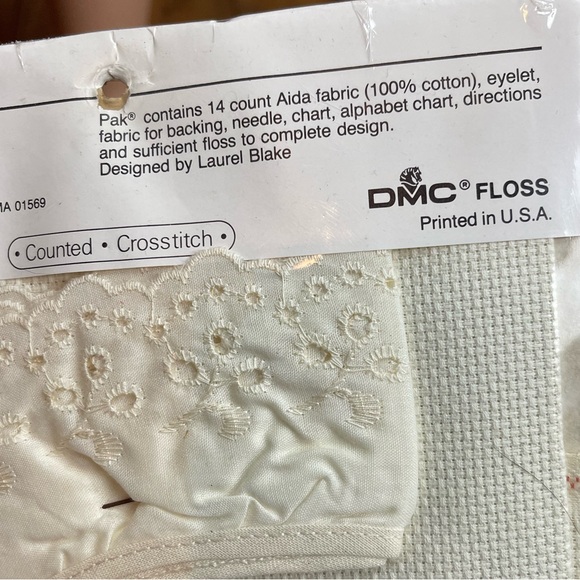 Pak® contains 14 count Aida fabric (100% cotton), eyelet,
fabric for backing, needle, chart, alphabet chart, directions
and sufficient floss to complete design.
Designed by Laurel Blake
MA 01569
DMC® FLOSS
Printed in U.S.A.
• Counted • Crosstitch •